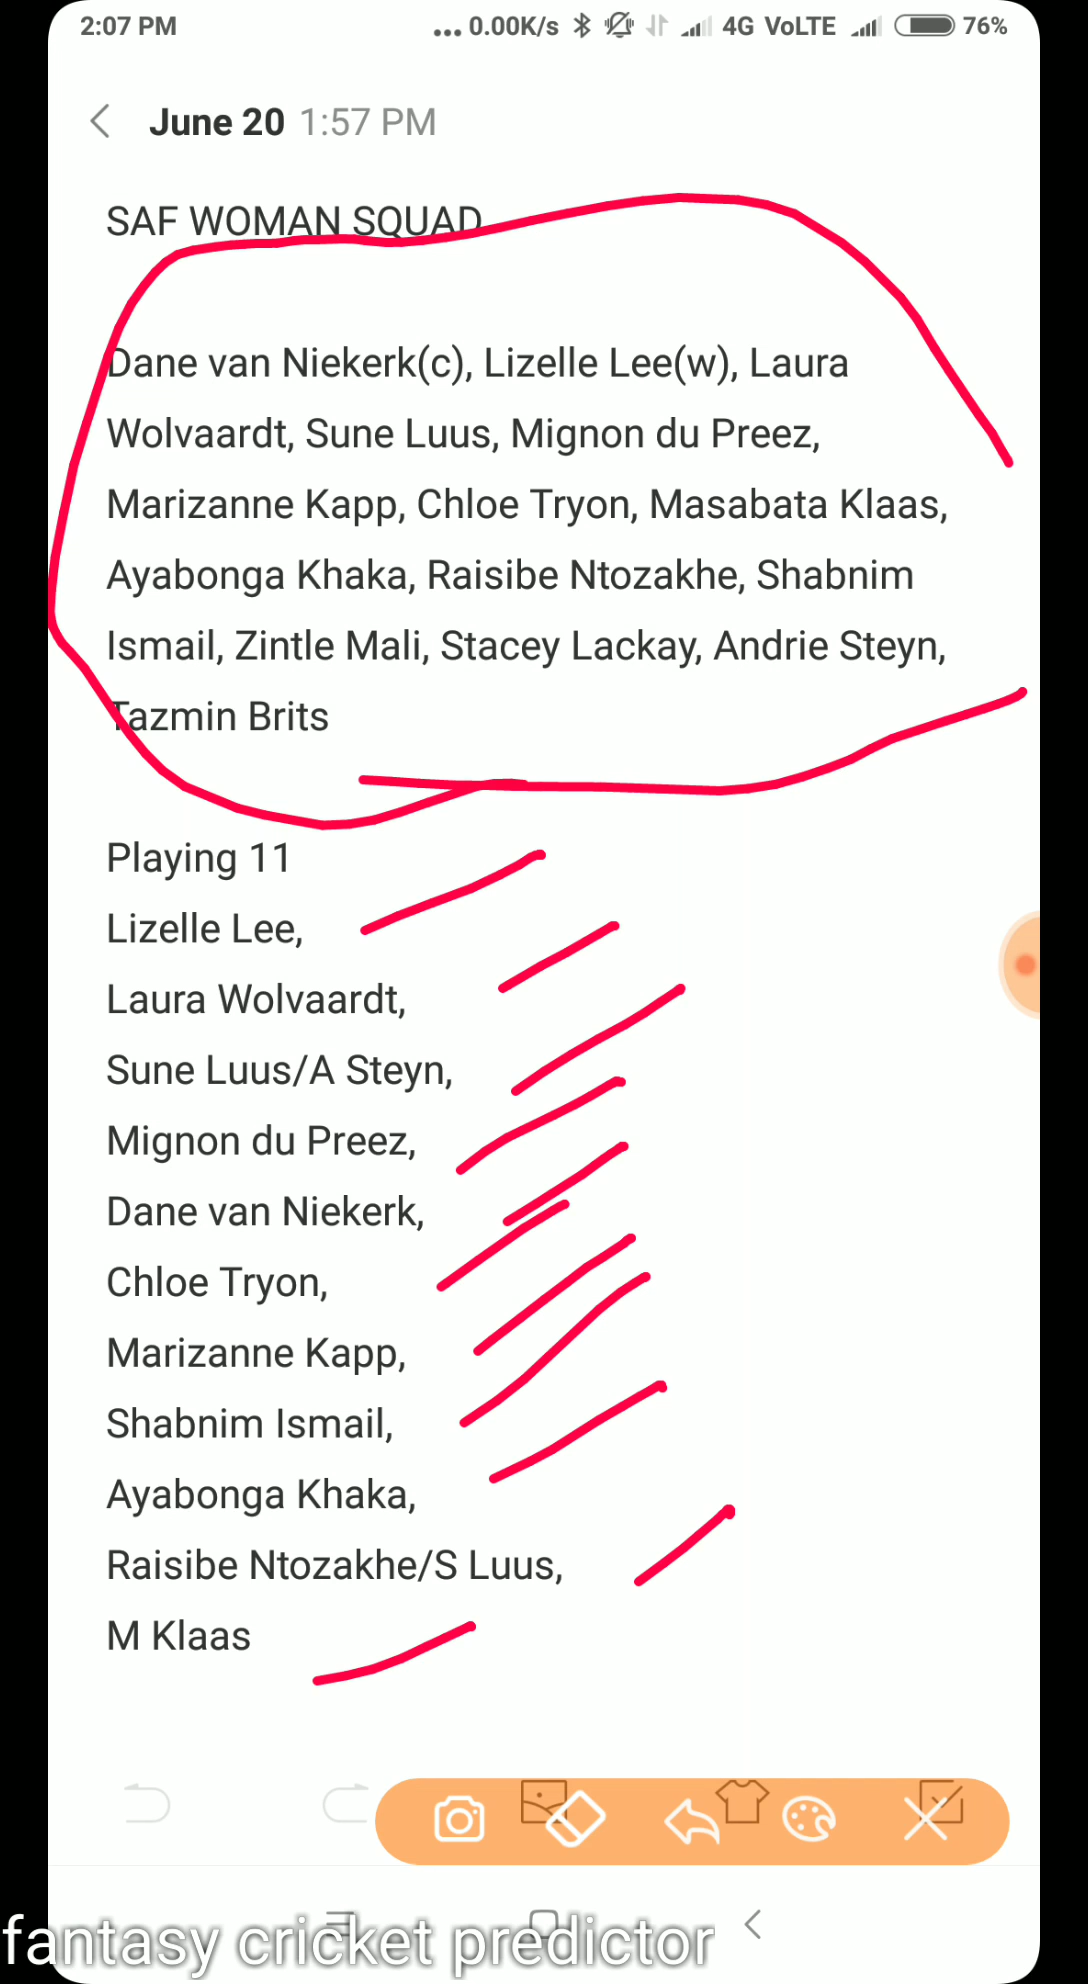 2:07 PM ... 0.00K/s 4G VoLTE 76%
June 20 1:57 PM
SAF WOMAN SQUAD
Dane van Niekerk(c), Lizelle Lee(w), Laura
Wolvaardt, Sune Luus, Mignon du Preez,
Marizanne Kapp, Chloe Tryon, Masabata Klaas,
Ayabonga Khaka, Raisibe Ntozakhe, Shabnim
Ismail, Zintle Mali, Stacey Lackay, Andrie Steyn,
Tazmin Brits
Playing 11
Lizelle Lee,
Laura Wolvaardt,
Sune Luus/A Steyn,
Mignon du Preez,
Dane van Niekerk,
Chloe Tryon,
Marizanne Kapp,
Shabnim Ismail,
Ayabonga Khaka,
Raisibe Ntozakhe/S Luus,
M Klaas
fantasy cricket predictor